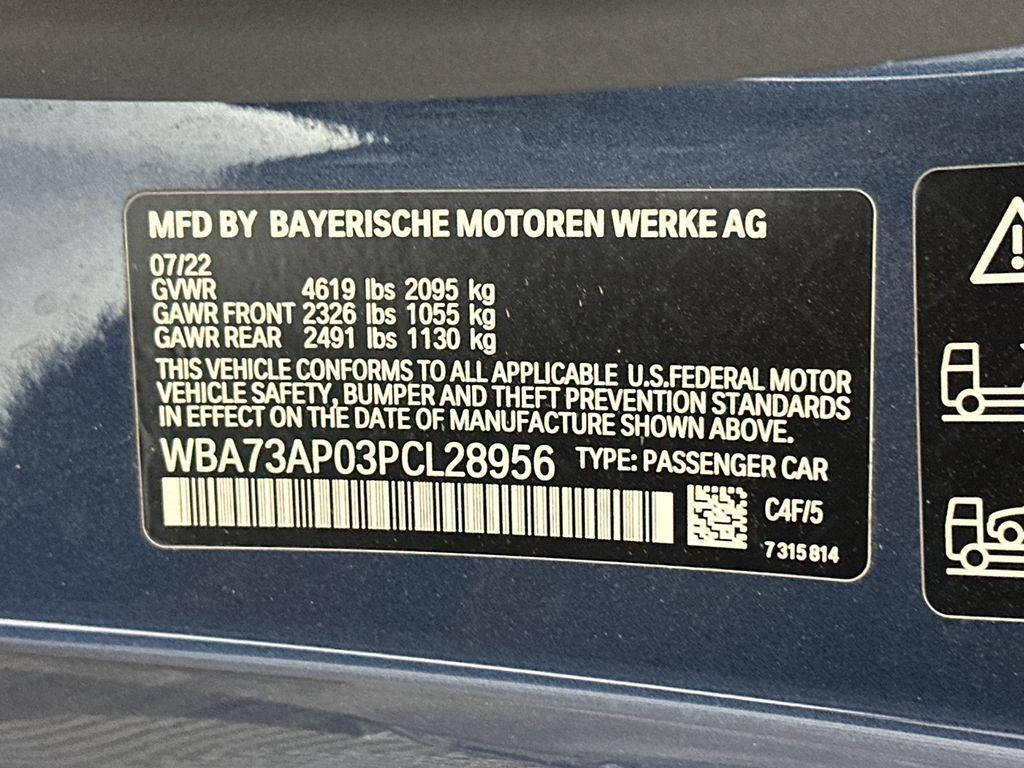 MFD BY BAYERISCHE MOTOREN WERKE AG
07/22
GVWR 4619 lbs 2095 kg
GAWR FRONT 2326 lbs 1055 kg
GAWR REAR 2491 lbs 1130 kg
THIS VEHICLE CONFORMS TO ALL APPLICABLE U.S.FEDERAL MOTOR
VEHICLE SAFETY, BUMPER AND THEFT PREVENTION STANDARDS
IN EFFECT ON THE DATE OF MANUFACTURE SHOWN ABOVE.
WBA73AP03PCL28956 TYPE: PASSENGER CAR
C4F/5
7 315 814